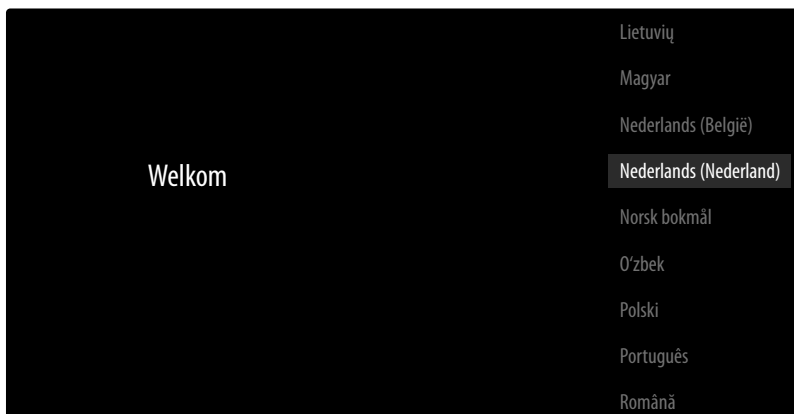 Welkom
Lietuvių
Magyar
Nederlands (België)
Nederlands (Nederland)
Norsk bokmål
O‘zbek
Polski
Português
Română